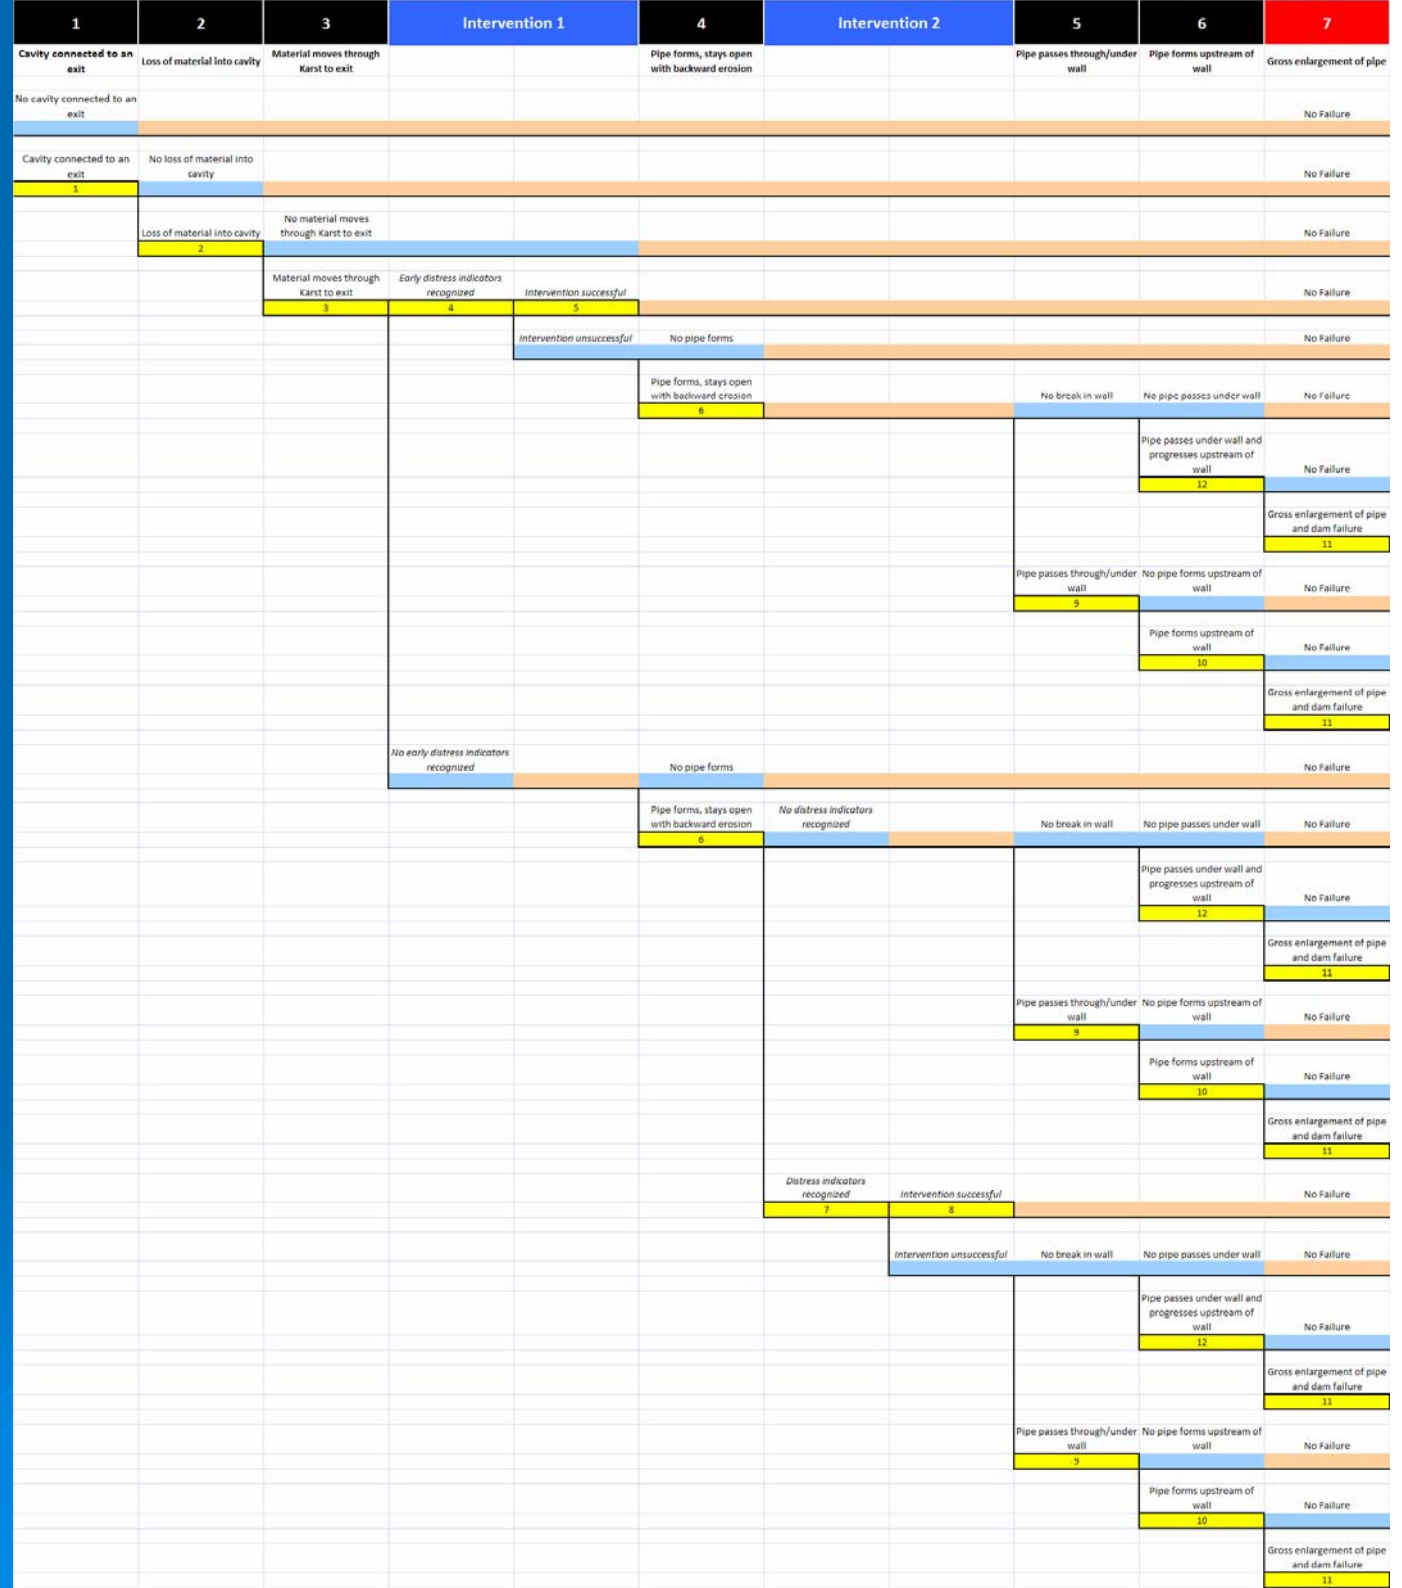 1 2 3 Intervention 1 4 Intervention 2 5 6 7
Cavity connected to an Material moves through Pipe forms, stays open Pipe passes through/under Pipe forms upstream of
exit Loss of material into cavity Karst to exit with backward erosion wall wall Gross enlargement of pipe
No cavity connected to an
exit No Failure
Cavity connected to an No loss of material into
exit cavity No Failure
1
No material moves
Loss of material into cavity through Karst to exit No Failure
2
Material moves through Early distress indicators
Karst to exit recognized Intervention successful No Failure
3 4 5
Intervention unsuccessful No pipe forms No Failure
Pipe forms, stays open
with backward erosion No break in wall No pipe passes under wall No Failure
6
Pipe passes under wall and
progresses upstream of
wall No Failure
12
Gross enlargement of pipe
and dam failure
11
Pipe passes through/under No pipe forms upstream of
wall wall No Failure
9
Pipe forms upstream of
wall No Failure
10
Gross enlargement of pipe
and dam failure
11
No early distress indicators
recognized No pipe forms No Failure
Pipe forms, stays open No distress indicators
with backward erosion recognized No break in wall No pipe passes under wall No Failure
6
Pipe passes under wall and
progresses upstream of
wall No Failure
12
Gross enlargement of pipe
and dam failure
11
Pipe passes through/under No pipe forms upstream of
wall wall No Failure
9
Pipe forms upstream of
wall No Failure
10
Gross enlargement of pipe
and dam failure
11
Distress indicators
recognized Intervention successful No Failure
7 8
Intervention unsuccessful No break in wall No pipe passes under wall No Failure
Pipe passes under wall and
progresses upstream of
wall No Failure
12
Gross enlargement of pipe
and dam failure
11
Pipe passes through/under No pipe forms upstream of
wall wall No Failure
9
Pipe forms upstream of
wall No Failure
10
Gross enlargement of pipe
and dam failure
11